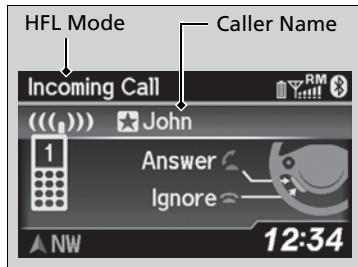 HFL Mode Caller Name
Incoming Call RM
John
1
Answer
Ignore
NW 12:34